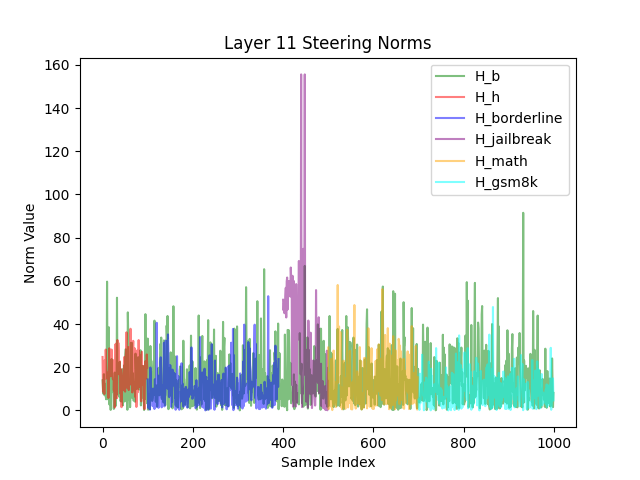 Layer 11 Steering Norms
160
140
120
100
80
60
40
20
0
Norm Value
H_b
H_h
H_borderline
H_jailbreak
H_math
H_gsm8k
0
200
400
600
800
1000
Sample Index